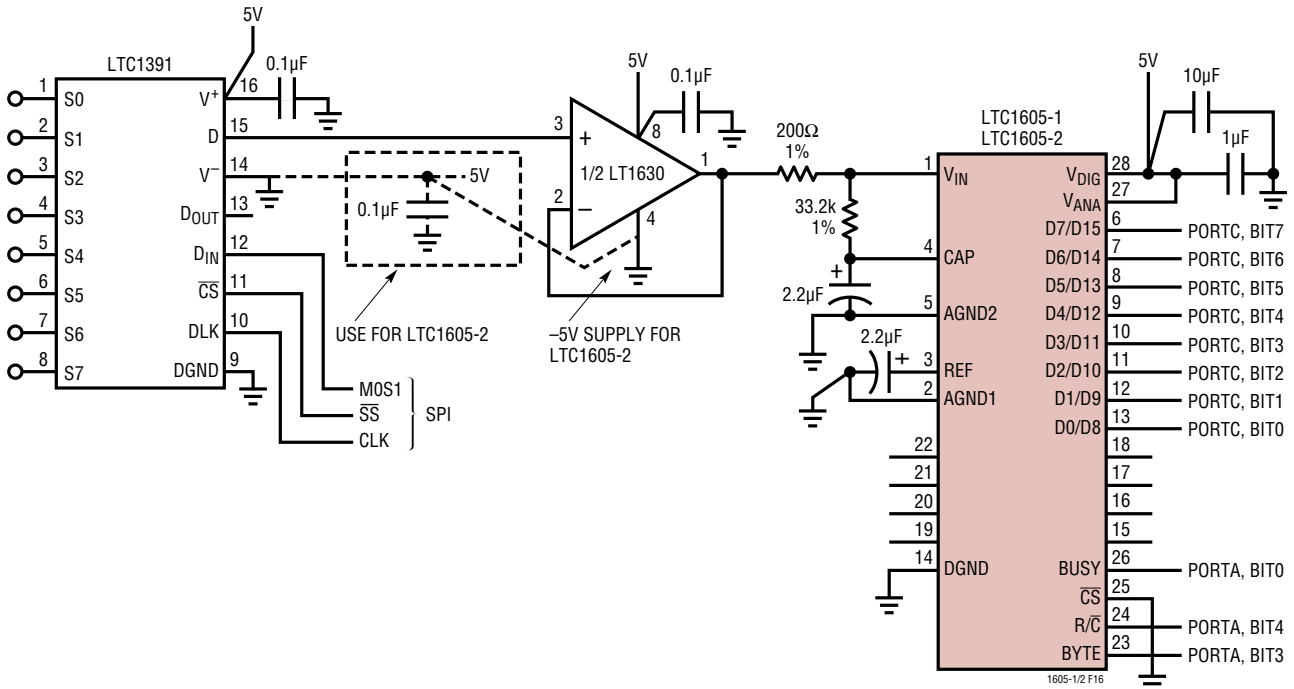 5V
LTC1391
0.1µF
1 S0 V⁺ 16
2 S1 D 15
3 S2 V⁻ 14
4 S3 DOUT 13
5 S4 DIN 12
6 S5 C̅S̅ 11
7 S6 DLK 10
8 S7 DGND 9
5V
0.1µF
USE FOR LTC1605-2
MOS1
S̅S̅
CLK
SPI
5V
0.1µF
8
3 +
1/2 LT1630
1
2 –
4
–5V SUPPLY FOR
LTC1605-2
200Ω
1%
33.2k
1%
+
2.2µF
2.2µF
+
LTC1605-1
LTC1605-2
5V
10µF
1µF
1 VIN VDIG 28
VANA 27
D7/D15 6 PORTC, BIT7
4 CAP D6/D14 7 PORTC, BIT6
D5/D13 8 PORTC, BIT5
5 AGND2 D4/D12 9 PORTC, BIT4
D3/D11 10 PORTC, BIT3
3 REF D2/D10 11 PORTC, BIT2
2 AGND1 D1/D9 12 PORTC, BIT1
D0/D8 13 PORTC, BIT0
22 18
21 17
20 16
19 15
14 DGND BUSY 26 PORTA, BIT0
C̅S̅ 25
R/C̅ 24 PORTA, BIT4
BYTE 23 PORTA, BIT3
1605-1/2 F16